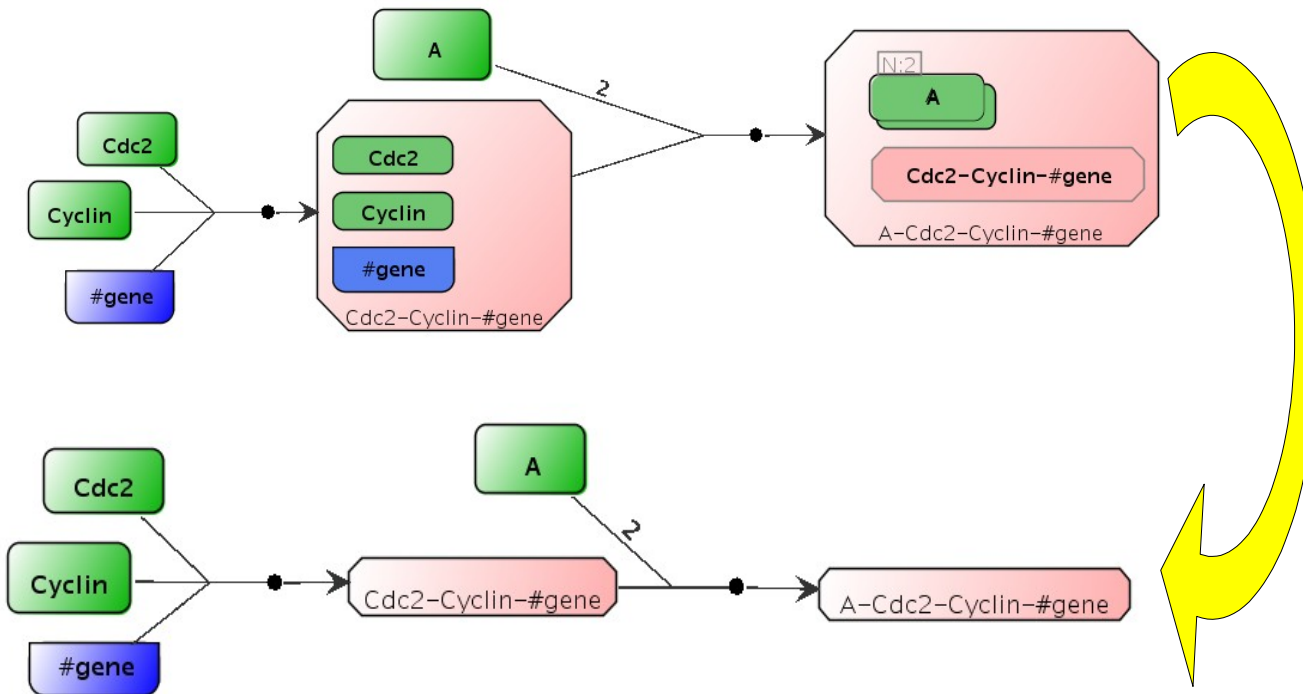 A
2
N:2
A
Cdc2
Cdc2
Cyclin
Cyclin
Cdc2-Cyclin-#gene
#gene
#gene
A-Cdc2-Cyclin-#gene
Cdc2-Cyclin-#gene
A
Cdc2
2
Cyclin
Cdc2-Cyclin-#gene
A-Cdc2-Cyclin-#gene
#gene